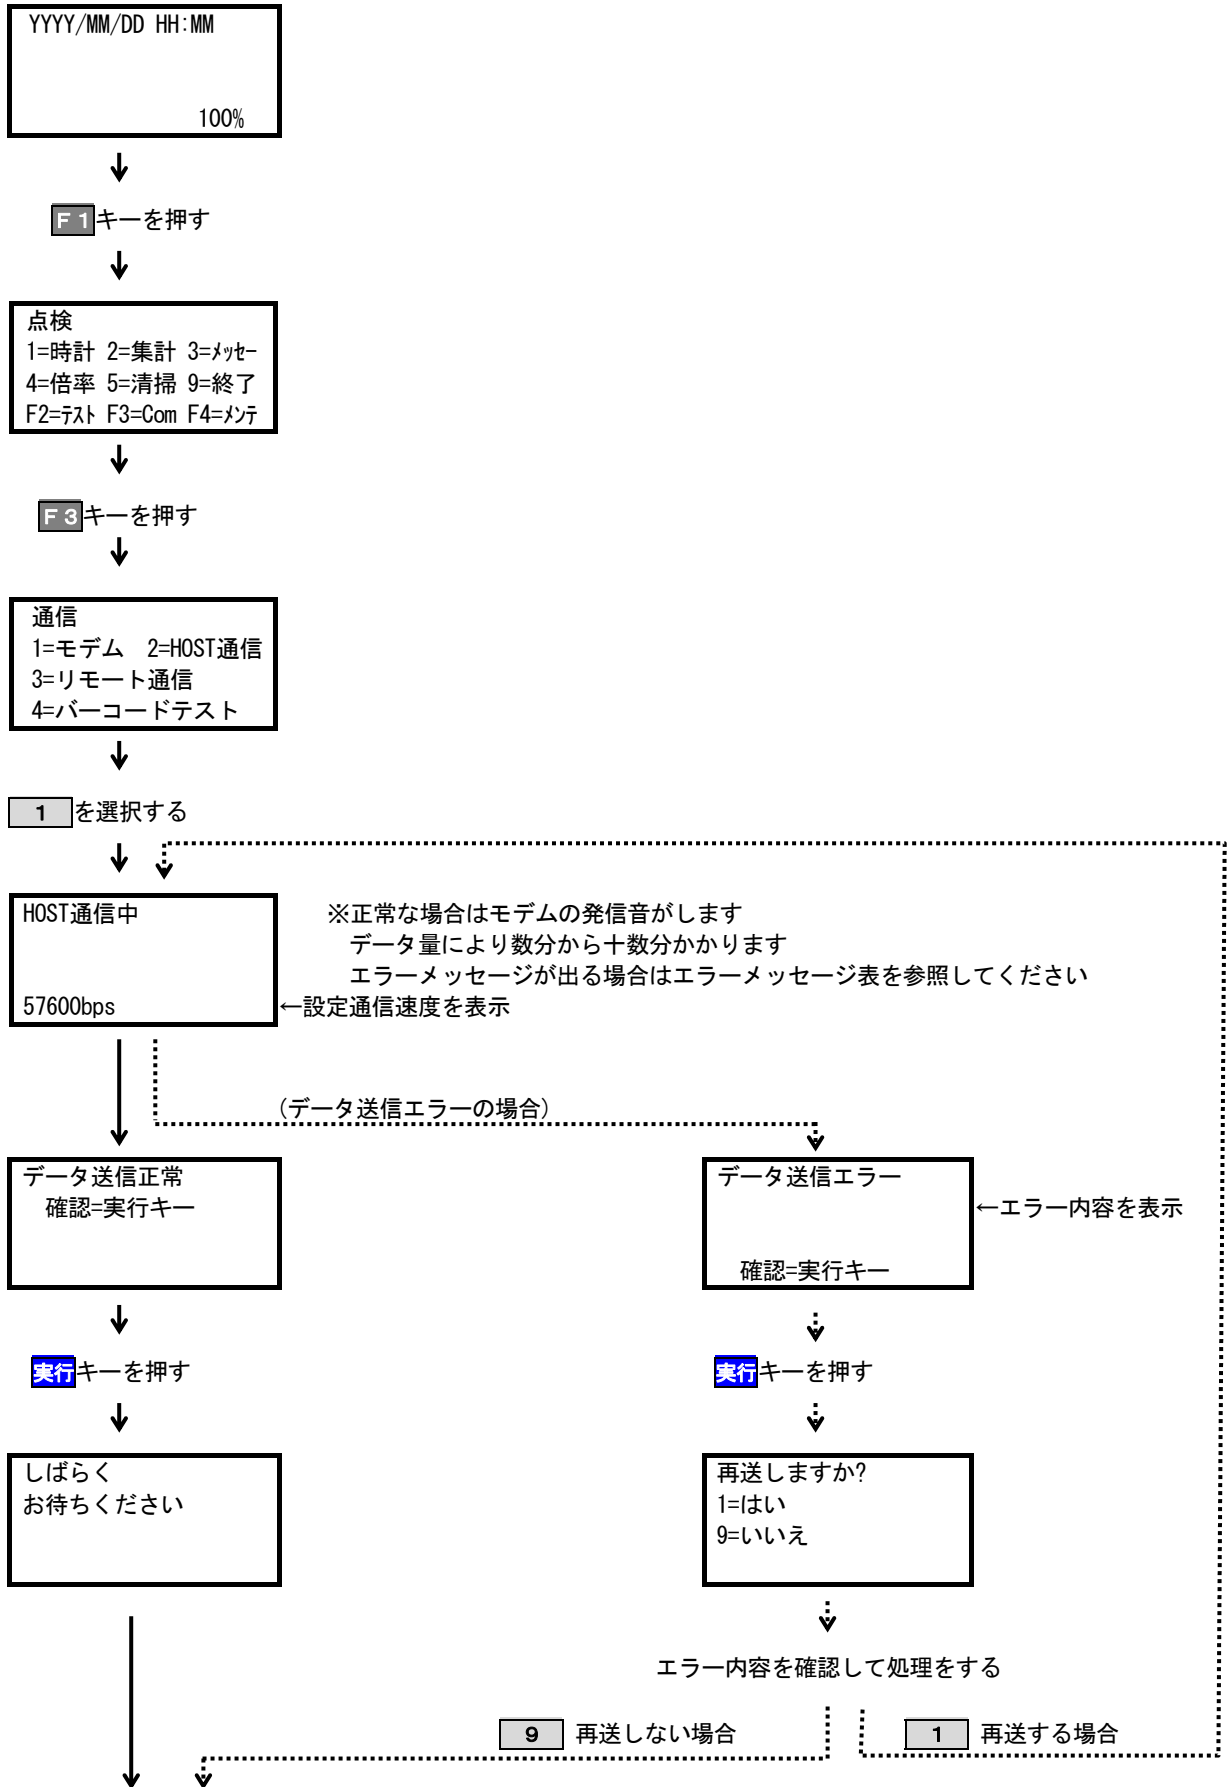 YYYY/MM/DD HH:MM
100%
F1キーを押す
点検
1=時計 2=集計 3=ﾒｯｾｰ
4=倍率 5=清掃 9=終了
F2=ﾃｽﾄ F3=Com F4=ﾒﾝﾃ
F3キーを押す
通信
1=モデム 2=HOST通信
3=リモート通信
4=バーコードテスト
1 を選択する
HOST通信中
※正常な場合はモデムの発信音がします
データ量により数分から十数分かかります
エラーメッセージが出る場合はエラーメッセージ表を参照してください
57600bps
←設定通信速度を表示
(データ送信エラーの場合)
データ送信正常
確認=実行キー
データ送信エラー
←エラー内容を表示
確認=実行キー
実行キーを押す
実行キーを押す
しばらく
お待ちください
再送しますか?
1=はい
9=いいえ
エラー内容を確認して処理をする
9 再送しない場合
1 再送する場合